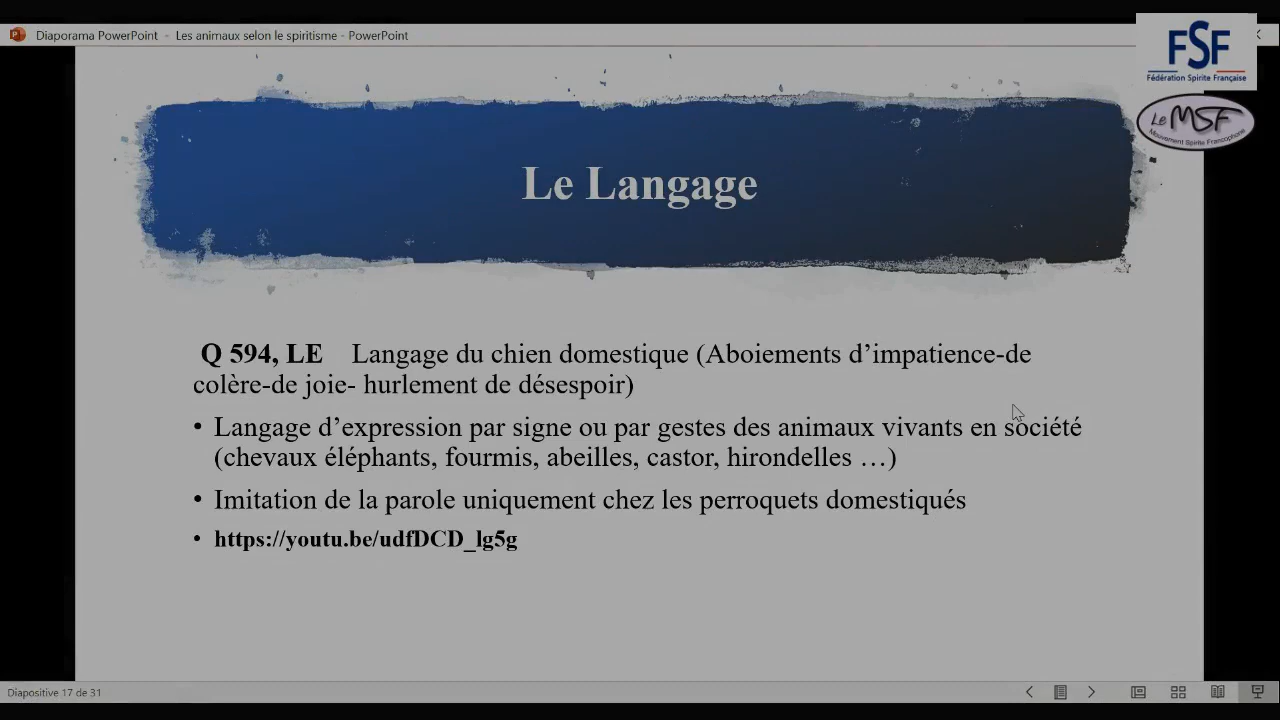 Diaporama PowerPoint - Les animaux selon le spiritisme - PowerPoint
FSF
Fédération Spirite Française
Le MSF
Mouvement Spirite Francophone
Le Langage
Q 594, LE Langage du chien domestique (Aboiements d’impatience-de
colère-de joie- hurlement de désespoir)
• Langage d’expression par signe ou par gestes des animaux vivants en société
(chevaux éléphants, fourmis, abeilles, castor, hirondelles …)
• Imitation de la parole uniquement chez les perroquets domestiqués
• https://youtu.be/udfDCD_lg5g
Diapositive 17 de 31